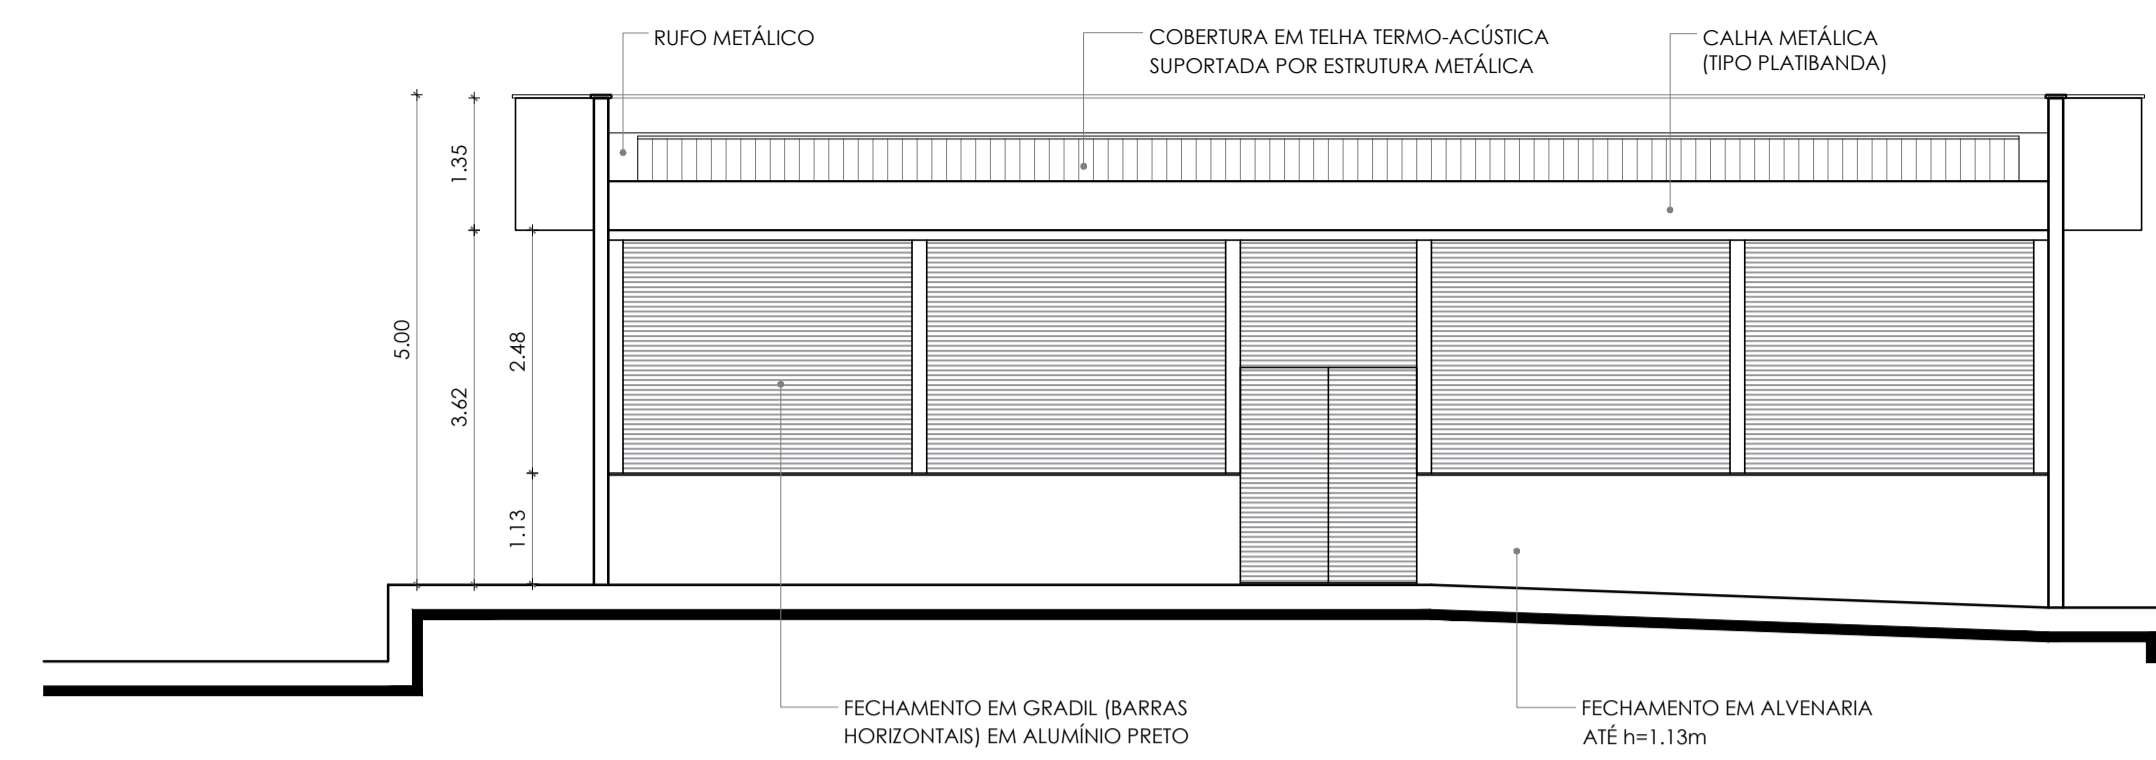 RUFO METÁLICO
COBERTURA EM TELHA TERMO-ACÚSTICA
SUPORTADA POR ESTRUTURA METÁLICA
CALHA METÁLICA
(TIPO PLATIBANDA)
1.35
5.00
2.48
3.62
1.13
FECHAMENTO EM GRADIL (BARRAS
HORIZONTAIS) EM ALUMÍNIO PRETO
FECHAMENTO EM ALVENARIA
ATÉ h=1.13m